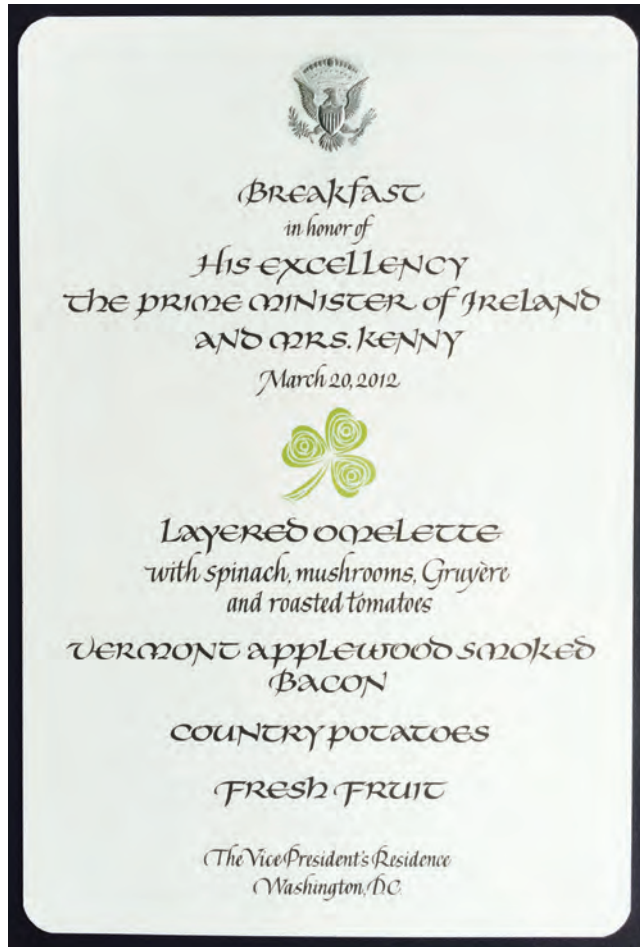 Breakfast
in honor of
His Excellency
The Prime Minister of Ireland
and Mrs. Kenny
March 20, 2012
Layered Omelette
with spinach, mushrooms, Gruyère
and roasted tomatoes
Vermont Applewood Smoked
Bacon
Country Potatoes
Fresh Fruit
The Vice President's Residence
Washington, D.C.